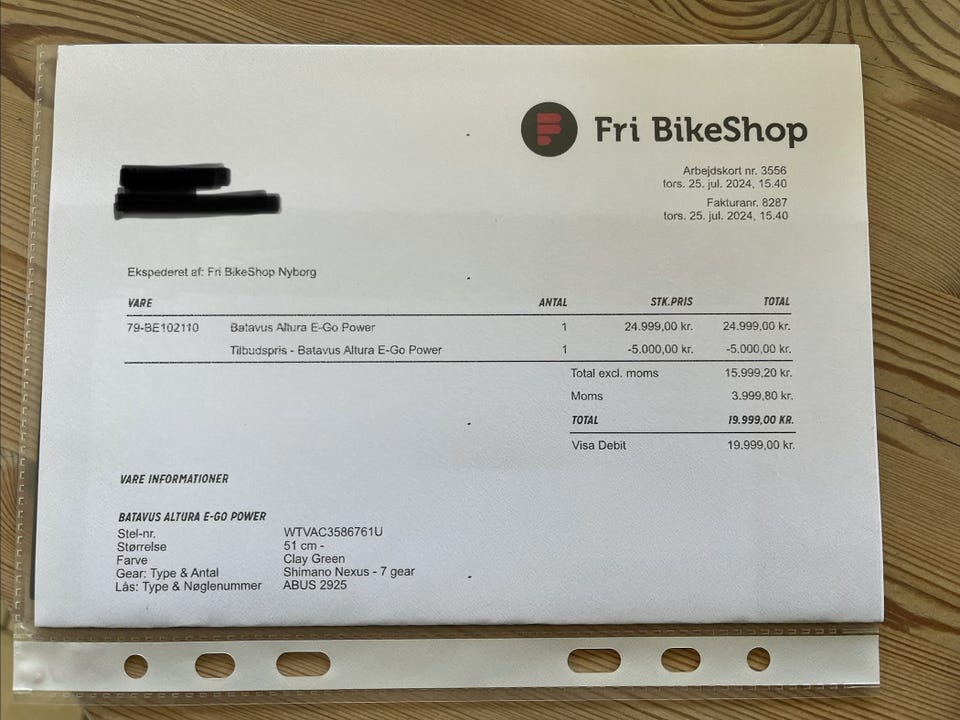 Fri BikeShop
Arbejdskort nr. 3556
tors. 25. jul. 2024, 15.40
Fakturanr. 8287
tors. 25. jul. 2024, 15.40
Ekspederet af: Fri BikeShop Nyborg
VARE ANTAL STK.PRIS TOTAL
79-BE102110 Batavus Altura E-Go Power 1 24.999,00 kr. 24.999,00 kr.
Tilbudspris - Batavus Altura E-Go Power 1 -5.000,00 kr. -5.000,00 kr.
Total excl. moms 15.999,20 kr.
Moms 3.999,80 kr.
TOTAL 19.999,00 KR.
Visa Debit 19.999,00 kr.
VARE INFORMATIONER
BATAVUS ALTURA E-GO POWER
Stel-nr. WTVAC3586761U
Størrelse 51 cm -
Farve Clay Green
Gear: Type & Antal Shimano Nexus - 7 gear
Lås: Type & Nøglenummer ABUS 2925